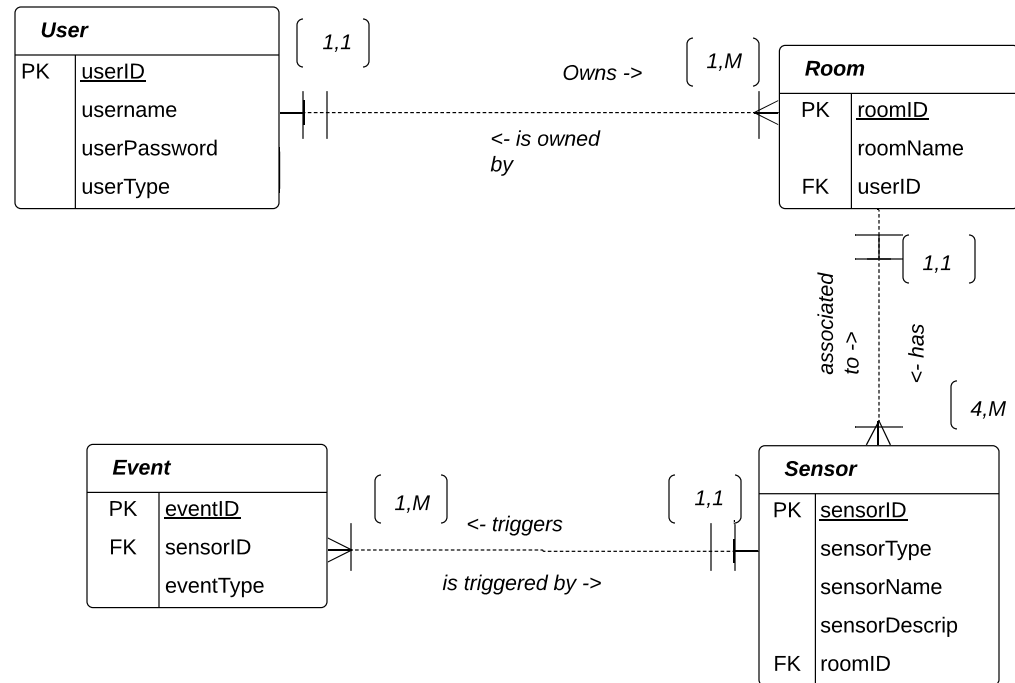 User
PK userID
username
userPassword
userType
1,1
Owns ->
<- is owned
by
1,M
Room
PK roomID
roomName
FK userID
1,1
associated
to ->
<- has
4,M
Event
PK eventID
FK sensorID
eventType
1,M
<- triggers
is triggered by ->
1,1
Sensor
PK sensorID
sensorType
sensorName
sensorDescrip
FK roomID